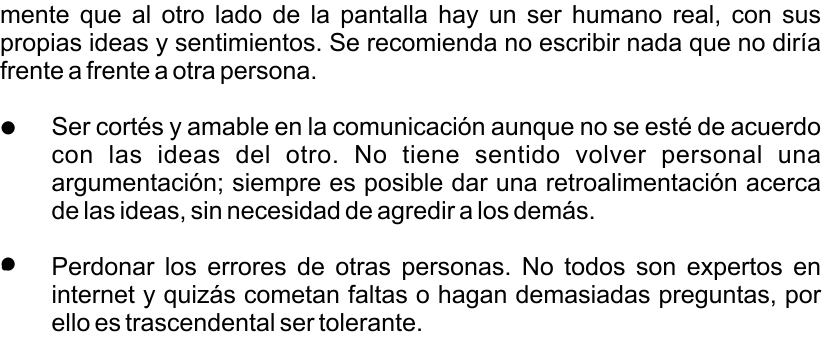 mente que al otro lado de la pantalla hay un ser humano real, con sus
propias ideas y sentimientos. Se recomienda no escribir nada que no diría
frente a frente a otra persona.
● Ser cortés y amable en la comunicación aunque no se esté de acuerdo
con las ideas del otro. No tiene sentido volver personal una
argumentación; siempre es posible dar una retroalimentación acerca
de las ideas, sin necesidad de agredir a los demás.
● Perdonar los errores de otras personas. No todos son expertos en
internet y quizás cometan faltas o hagan demasiadas preguntas, por
ello es trascendental ser tolerante.